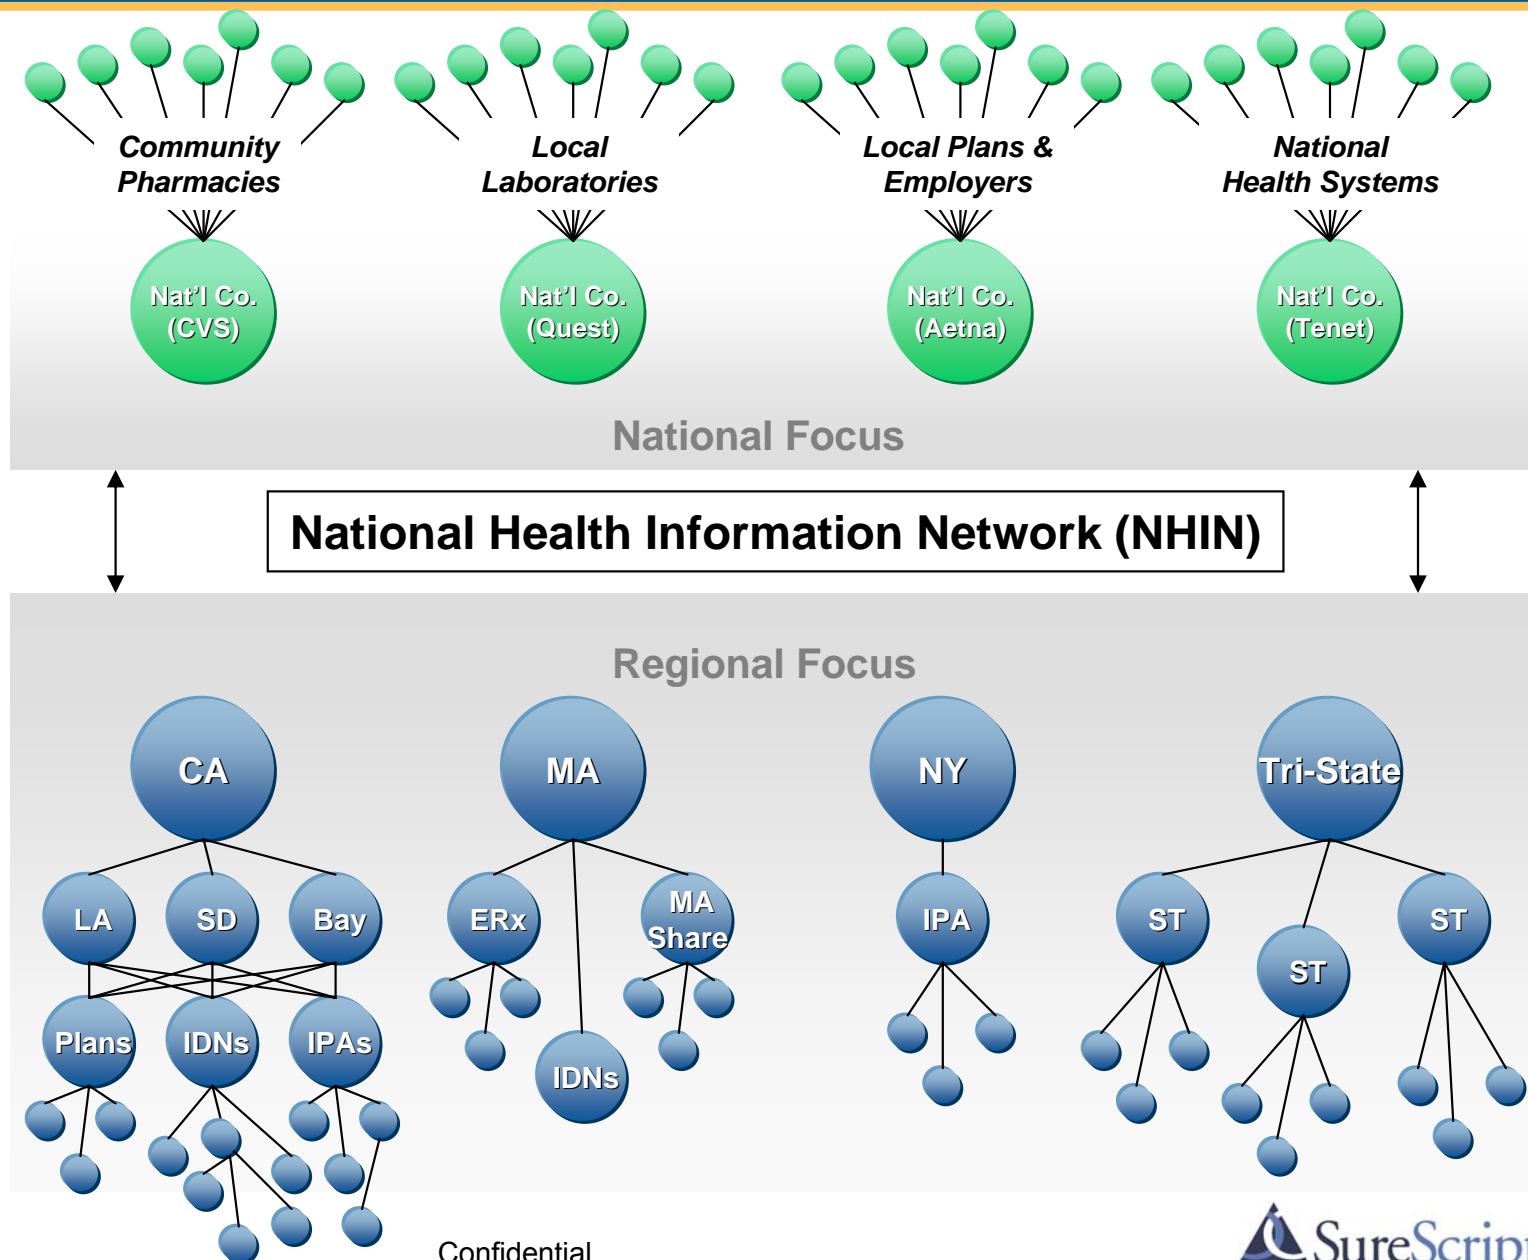 Community
Pharmacies
Local
Laboratories
Local Plans &
Employers
National
Health Systems
Nat'l Co.
(CVS)
Nat'l Co.
(Quest)
Nat'l Co.
(Aetna)
Nat'l Co.
(Tenet)
National Focus
National Health Information Network (NHIN)
Regional Focus
CA
MA
NY
Tri-State
LA
SD
Bay
ERx
MA
Share
IPA
ST
ST
ST
Plans
IDNs
IPAs
IDNs
Confidential
SureScript